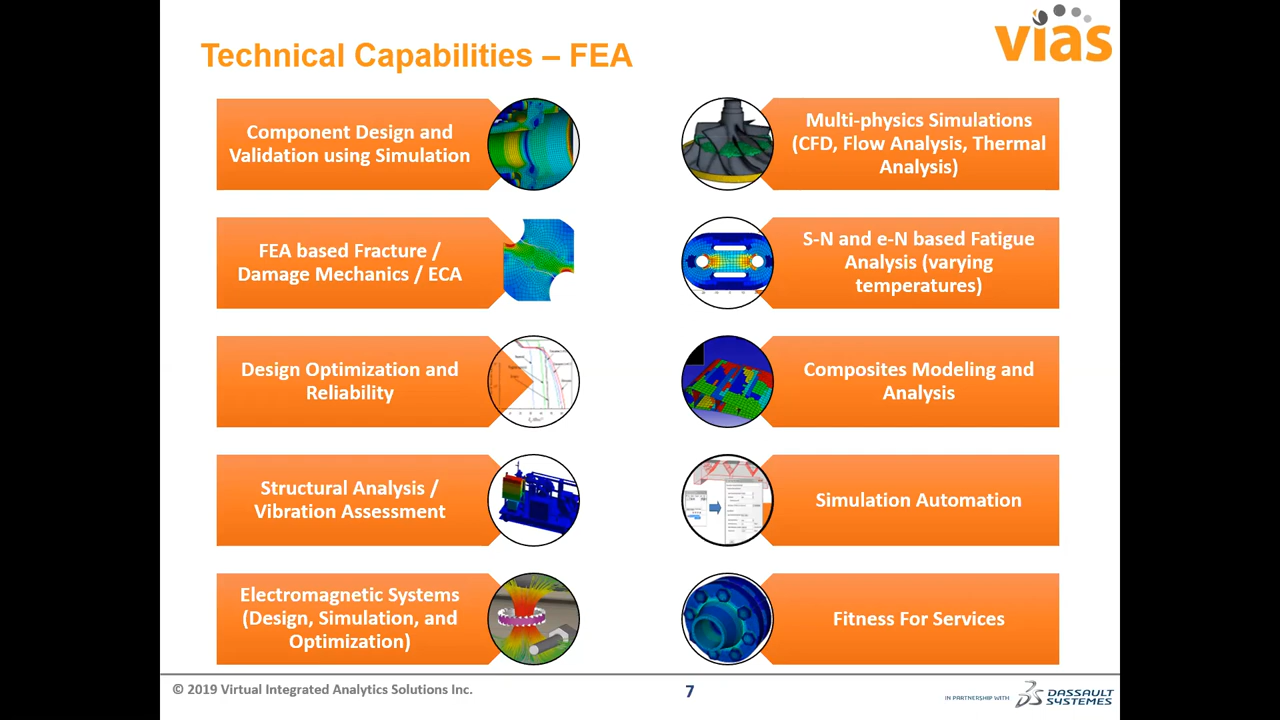 vias
Technical Capabilities – FEA
Component Design and
Validation using Simulation
Multi-physics Simulations
(CFD, Flow Analysis, Thermal
Analysis)
FEA based Fracture /
Damage Mechanics / ECA
S-N and e-N based Fatigue
Analysis (varying
temperatures)
Design Optimization and
Reliability
Composites Modeling and
Analysis
Structural Analysis /
Vibration Assessment
Simulation Automation
Electromagnetic Systems
(Design, Simulation, and
Optimization)
Fitness For Services
© 2019 Virtual Integrated Analytics Solutions Inc.
7
IN PARTNERSHIP WITH
DASSAULT
SYSTEMES